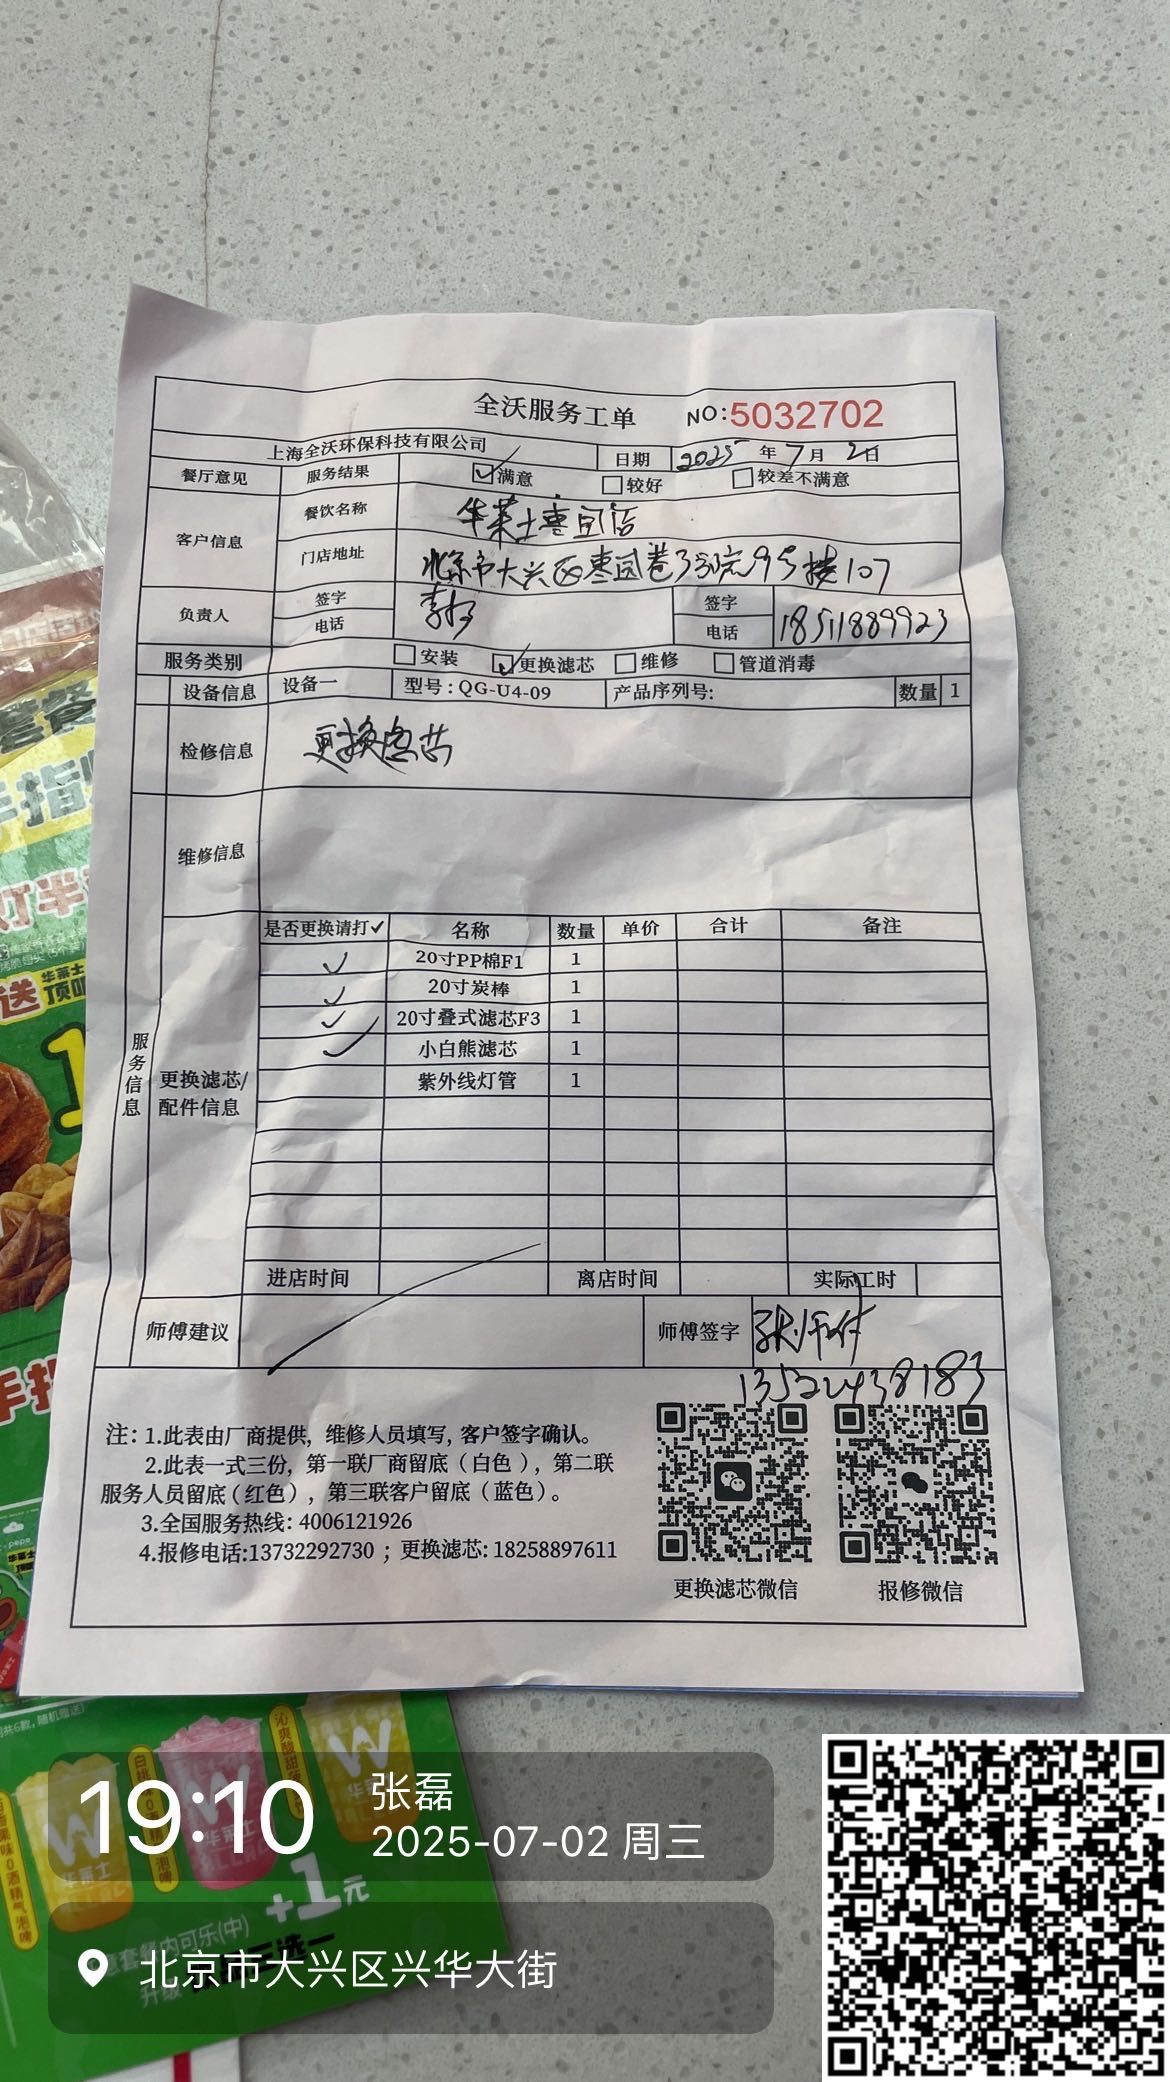 全沃服务工单 NO:5032702
上海全沃环保科技有限公司 日期 2025年7月2日
餐厅意见 服务结果 满意 较好 较差不满意
客户信息 餐饮名称 华莱士枣园店
门店地址 北京市大兴区枣园巷3号院9号楼107
负责人 签字 签字
电话 电话 18511889923
服务类别 安装 更换滤芯 维修 管道消毒
设备信息 设备一 型号:QG-U4-09 产品序列号: 数量 1
检修信息 更换滤芯
维修信息
服务信息
更换滤芯/
配件信息
是否更换请打✓ 名称 数量 单价 合计 备注
✓ 20寸PP棉F1 1
✓ 20寸炭棒 1
✓ 20寸叠式滤芯F3 1
✓ 小白熊滤芯 1
紫外线灯管 1
进店时间 离店时间 实际工时
师傅建议 师傅签字 张师付
13522438183
注: 1.此表由厂商提供, 维修人员填写, 客户签字确认。
2.此表一式三份, 第一联厂商留底(白色), 第二联
服务人员留底(红色), 第三联客户留底(蓝色)。
3.全国服务热线: 4006121926
4.报修电话:13732292730 ; 更换滤芯: 18258897611
更换滤芯微信 报修微信
19:10 张磊
2025-07-02 周三
北京市大兴区兴华大街
+1元